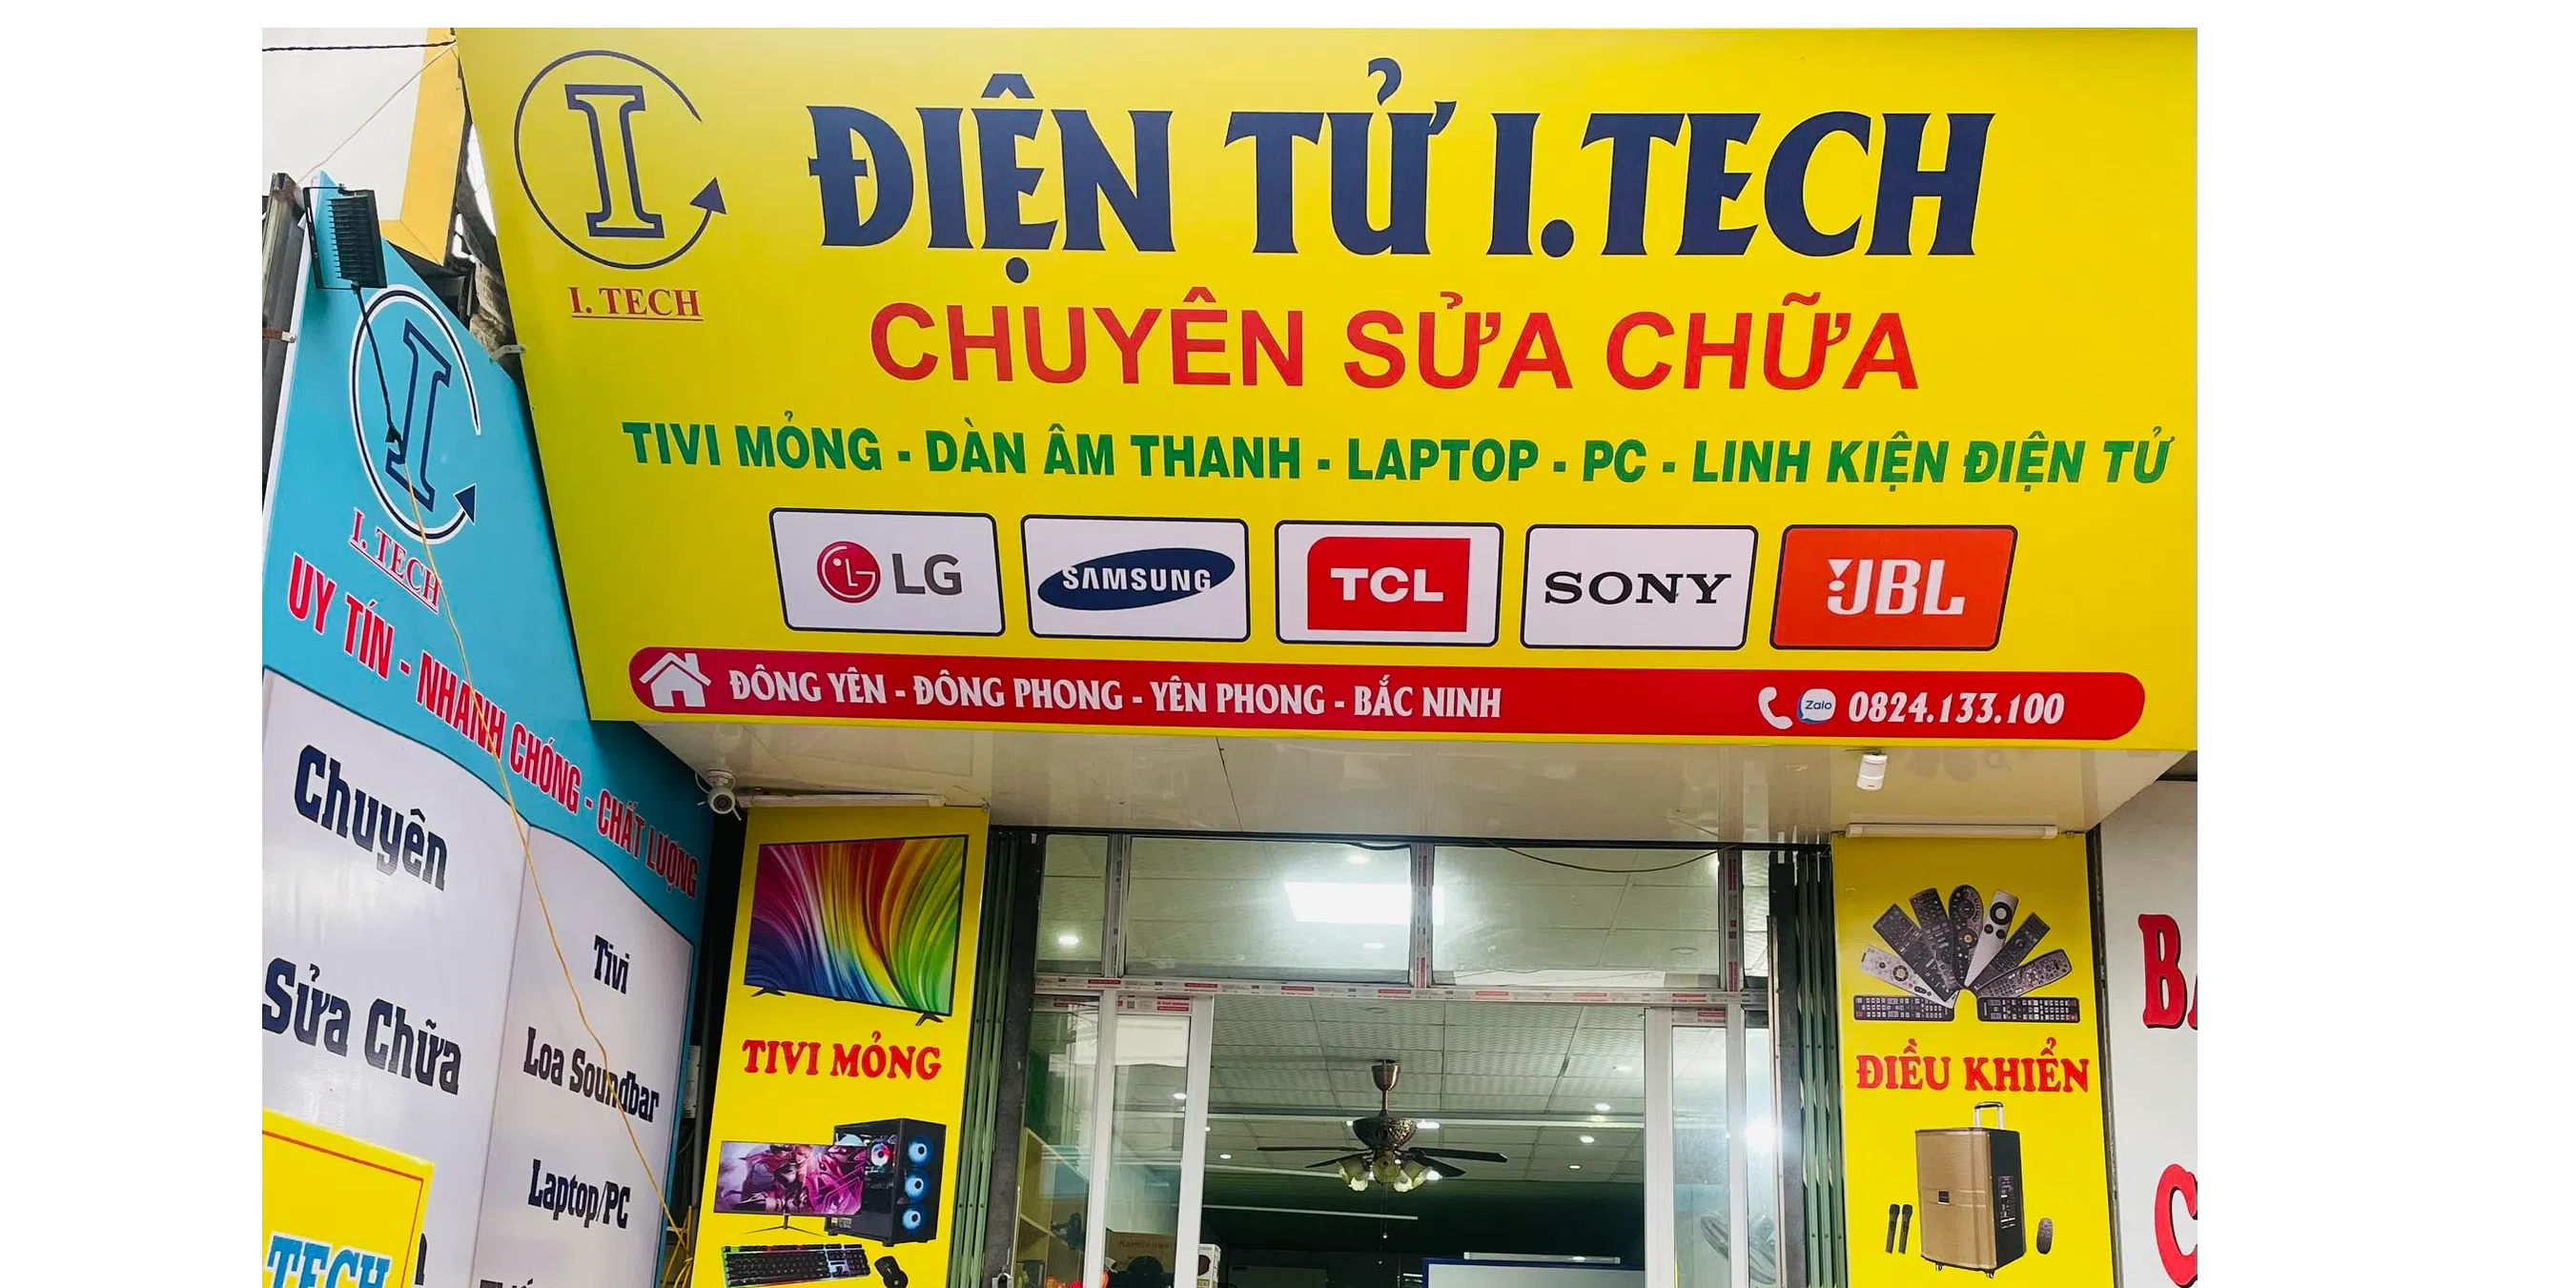 I
I. TECH
ĐIỆN TỬ I.TECH
CHUYÊN SỬA CHỮA
TIVI MỎNG - DÀN ÂM THANH - LAPTOP - PC - LINH KIỆN ĐIỆN TỬ
LG SAMSUNG TCL SONY JBL
ĐÔNG YÊN - ĐÔNG PHONG - YÊN PHONG - BẮC NINH Zalo 0824.133.100
I
I. TECH
UY TÍN - NHANH CHÓNG - CHẤT LƯỢNG
Chuyên
Sửa Chữa
Tivi
Loa Soundbar
Laptop/PC
TECH
TIVI MỎNG
ĐIỀU KHIỂN